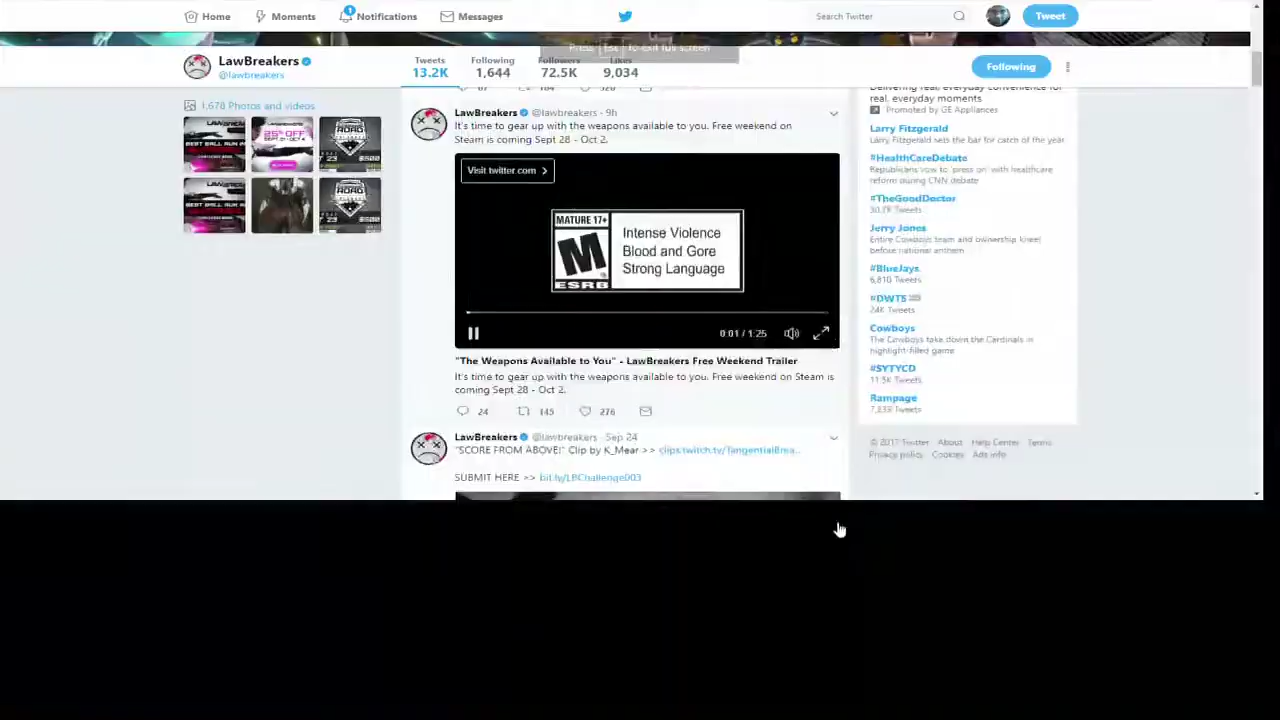 Home
Moments
1
Notifications
Messages
Search Twitter
Tweet
LawBreakers
@lawbreakers
Tweets
13.2K
Following
1,644
Followers
72.5K
Likes
9,034
Following
Press Esc to exit full screen
1,678 Photos and videos
LawBreakers @lawbreakers - 9h
It's time to gear up with the weapons available to you. Free weekend on
Steam is coming Sept 28 - Oct 2.
Visit twitter.com
MATURE 17+
M
ESRB
Intense Violence
Blood and Gore
Strong Language
0:01 / 1:25
"The Weapons Available to You" - LawBreakers Free Weekend Trailer
It's time to gear up with the weapons available to you. Free weekend on Steam is
coming Sept 28 - Oct 2.
24
145
276
LawBreakers @lawbreakers - Sep 24
"SCORE FROM ABOVE!" Clip by K_Mear >> clips.twitch.tv/TangentialBrea...
SUBMIT HERE >> bit.ly/LBChallenge003
Delivering real, everyday convenience for
real, everyday moments
Promoted by GE Appliances
Larry Fitzgerald
Larry Fitzgerald sets the bar for catch of the year
#HealthCareDebate
Republicans vow to 'press on' with healthcare
reform during CNN debate
#TheGoodDoctor
Tweets
Jerry Jones
Entire Cowboys team and ownership kneel
before national anthem
#BlueJays
6,810 Tweets
#DWTS
24K Tweets
Cowboys
The Cowboys take down the Cardinals in
highlight-filled game
#SYTYCD
11.5K Tweets
Rampage
Tweets
© 2017 Twitter About Help Center Terms
Privacy policy Cookies Ads info